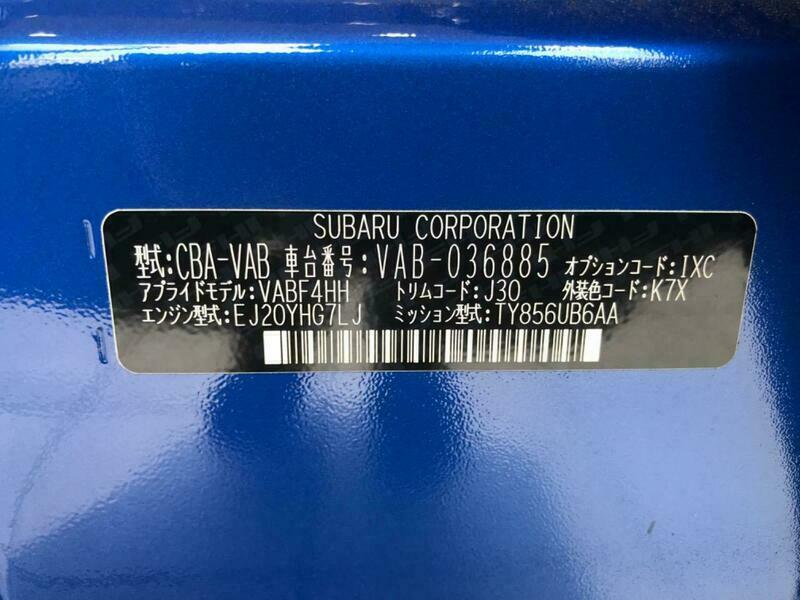 SUBARU CORPORATION
型式:CBA-VAB 車台番号:VAB-036885 オプションコード:IXC
アプライドモデル:VABF4HH トリムコード:J30 外装色コード:K7X
エンジン型式:EJ20YHG7LJ ミッション型式:TY856UB6AA